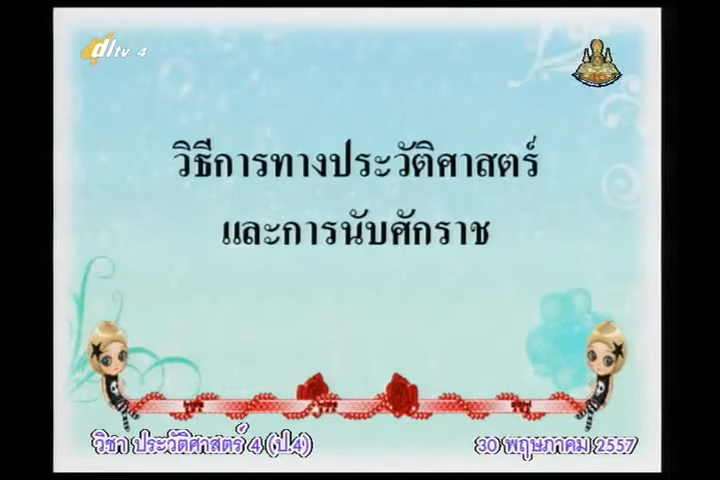 dltv 4
วิธีการทางประวัติศาสตร์
และการนับศักราช
วิชา ประวัติศาสตร์ 4 (ป.4)
30 พฤษภาคม 2557